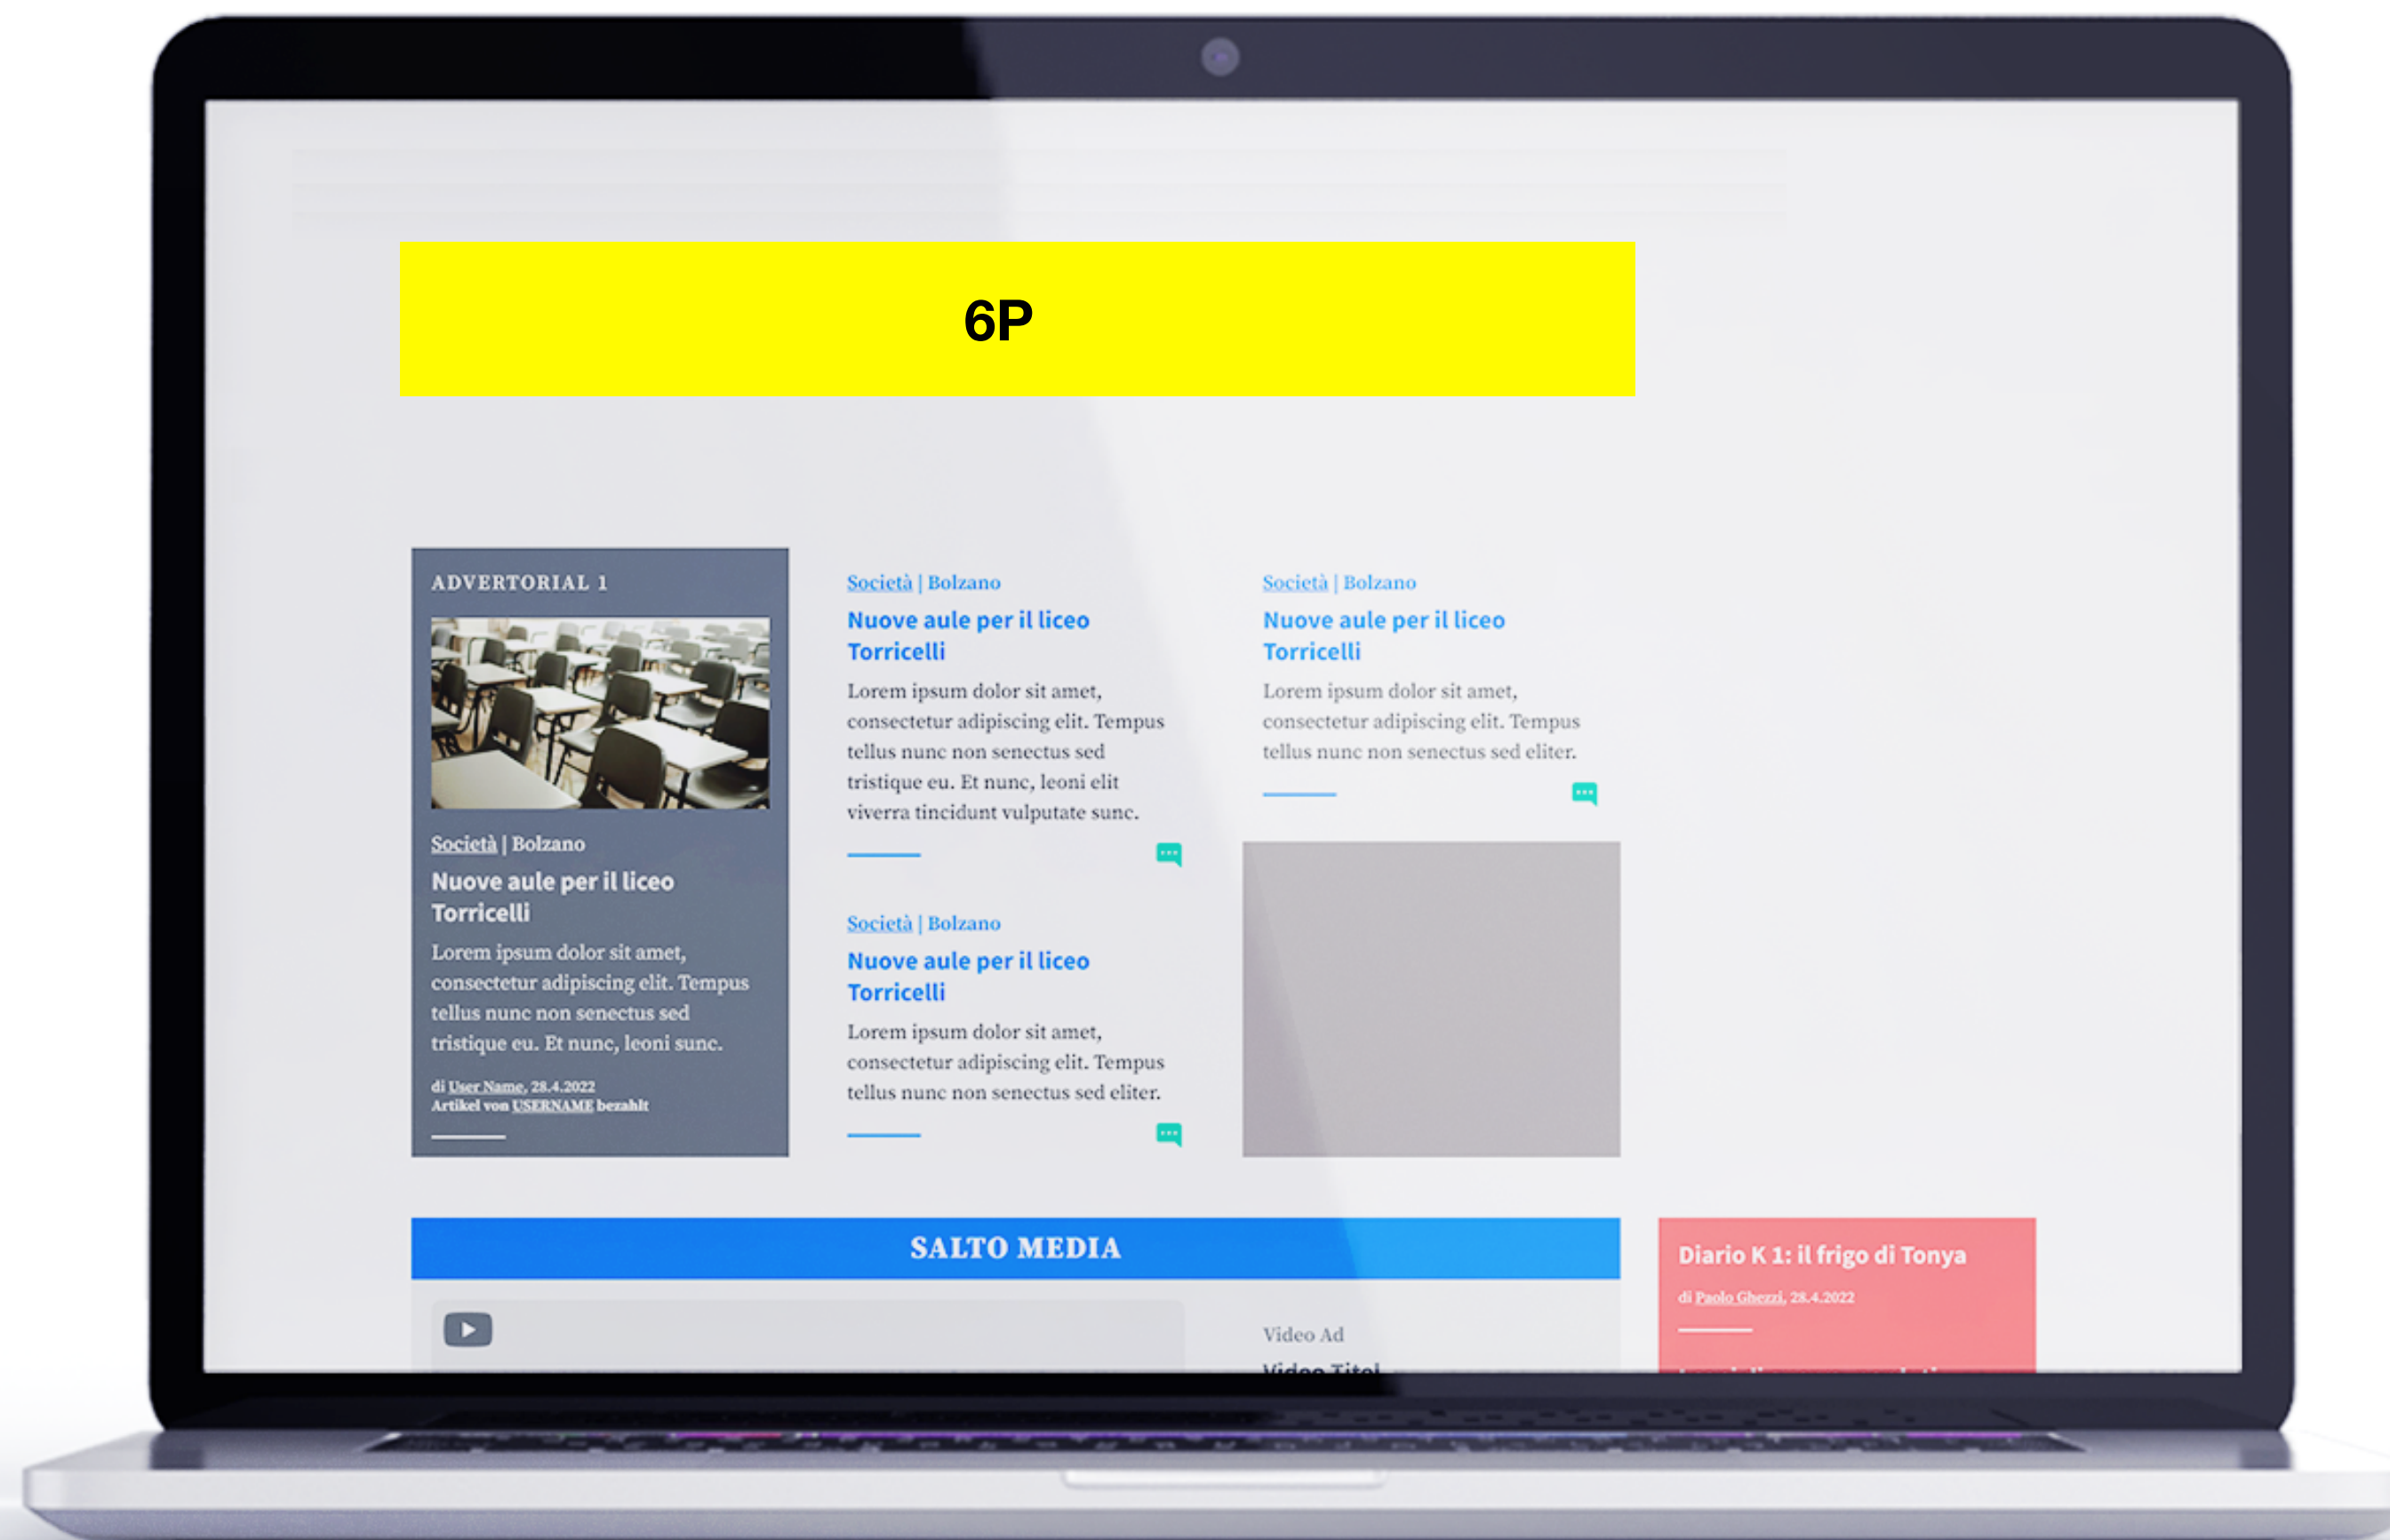 6P
ADVERTORIAL 1
Società | Bolzano
Nuove aule per il liceo
Torricelli
Lorem ipsum dolor sit amet,
consectetur adipiscing elit. Tempus
tellus nunc non senectus sed
tristique eu. Et nunc, leoni sunc.
di User Name, 28.4.2022
Artikel von USERNAME bezahlt
Società | Bolzano
Nuove aule per il liceo
Torricelli
Lorem ipsum dolor sit amet,
consectetur adipiscing elit. Tempus
tellus nunc non senectus sed
tristique eu. Et nunc, leoni elit
viverra tincidunt vulputate sunc.
Società | Bolzano
Nuove aule per il liceo
Torricelli
Lorem ipsum dolor sit amet,
consectetur adipiscing elit. Tempus
tellus nunc non senectus sed eliter.
Società | Bolzano
Nuove aule per il liceo
Torricelli
Lorem ipsum dolor sit amet,
consectetur adipiscing elit. Tempus
tellus nunc non senectus sed eliter.
SALTO MEDIA
Video Ad
Video Titel
Diario K 1: il frigo di Tonya
di Paolo Ghezzi, 28.4.2022